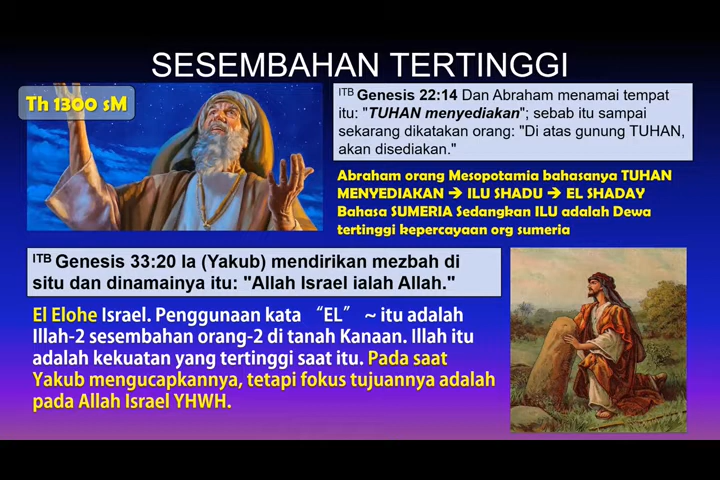 SESEMBAHAN TERTINGGI
Th 1300 sM
ITB Genesis 22:14 Dan Abraham menamai tempat
itu: "TUHAN menyediakan"; sebab itu sampai
sekarang dikatakan orang: "Di atas gunung TUHAN,
akan disediakan."
Abraham orang Mesopotamia bahasanya TUHAN
MENYEDIAKAN → ILU SHADU → EL SHADAY
Bahasa SUMERIA Sedangkan ILU adalah Dewa
tertinggi kepercayaan org sumeria
ITB Genesis 33:20 Ia (Yakub) mendirikan mezbah di
situ dan dinamainya itu: "Allah Israel ialah Allah."
El Elohe Israel. Penggunaan kata “EL” ~ itu adalah
Illah-2 sesembahan orang-2 di tanah Kanaan. Illah itu
adalah kekuatan yang tertinggi saat itu. Pada saat
Yakub mengucapkannya, tetapi fokus tujuannya adalah
pada Allah Israel YHWH.